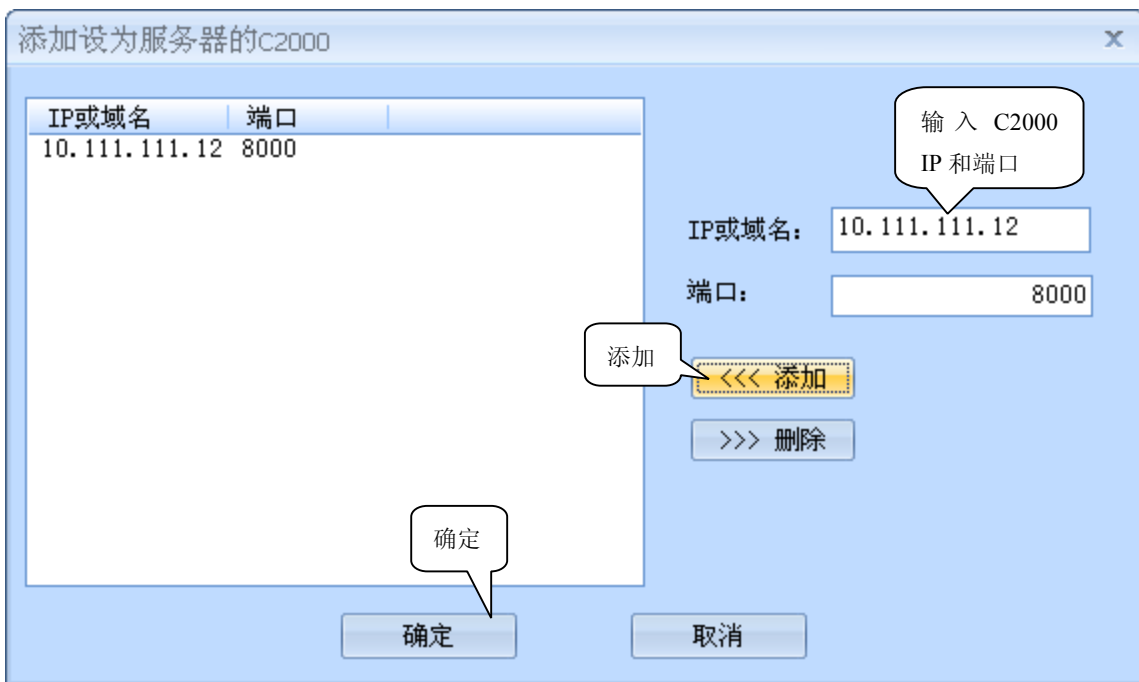 添加设为服务器的C2000
x
IP或域名 端口
10.111.111.12 8000
输 入 C2000
IP 和端口
IP或域名: 10.111.111.12
端口: 8000
添加
<<< 添加
>>> 删除
确定
确定 取消